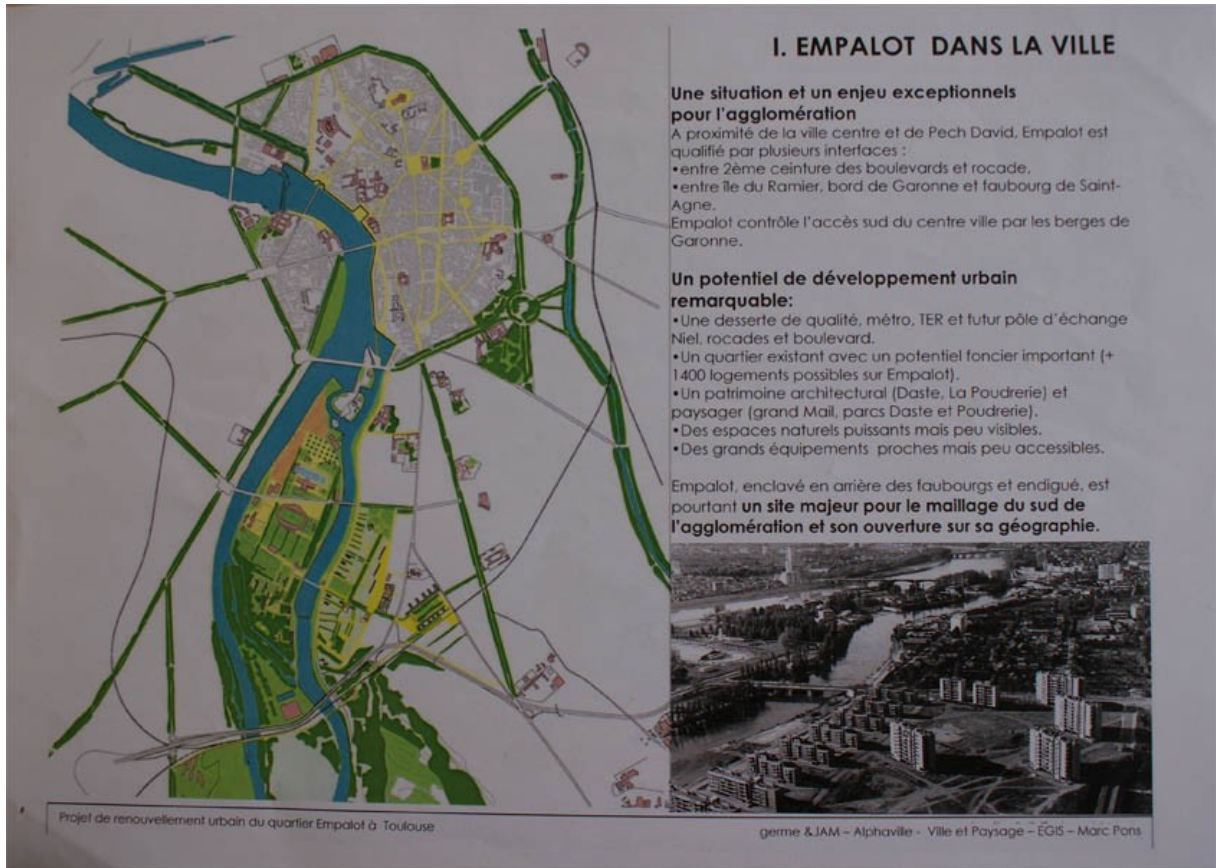 I. EMPALOT DANS LA VILLE
Une situation et un enjeu exceptionnels
pour l'agglomération
A proximité de la ville centre et de Pech David, Empalot est
qualifié par plusieurs interfaces :
•entre 2ème ceinture des boulevards et rocade,
•entre île du Ramier, bord de Garonne et faubourg de Saint-
Agne.
Empalot contrôle l'accès sud du centre ville par les berges de
Garonne.
Un potentiel de développement urbain
remarquable:
•Une desserte de qualité, métro, TER et futur pôle d'échange
Niel, rocades et boulevard.
•Un quartier existant avec un potentiel foncier important (+
1400 logements possibles sur Empalot).
•Un patrimoine architectural (Daste, La Poudrerie) et
paysager (grand Mail, parcs Daste et Poudrerie).
•Des espaces naturels puissants mais peu visibles.
•Des grands équipements proches mais peu accessibles.
Empalot, enclavé en arrière des faubourgs et endigué, est
pourtant un site majeur pour le maillage du sud de
l'agglomération et son ouverture sur sa géographie.
Projet de renouvellement urbain du quartier Empalot à Toulouse
germe &JAM – Alphaville - Ville et Paysage – EGIS – Marc Pons